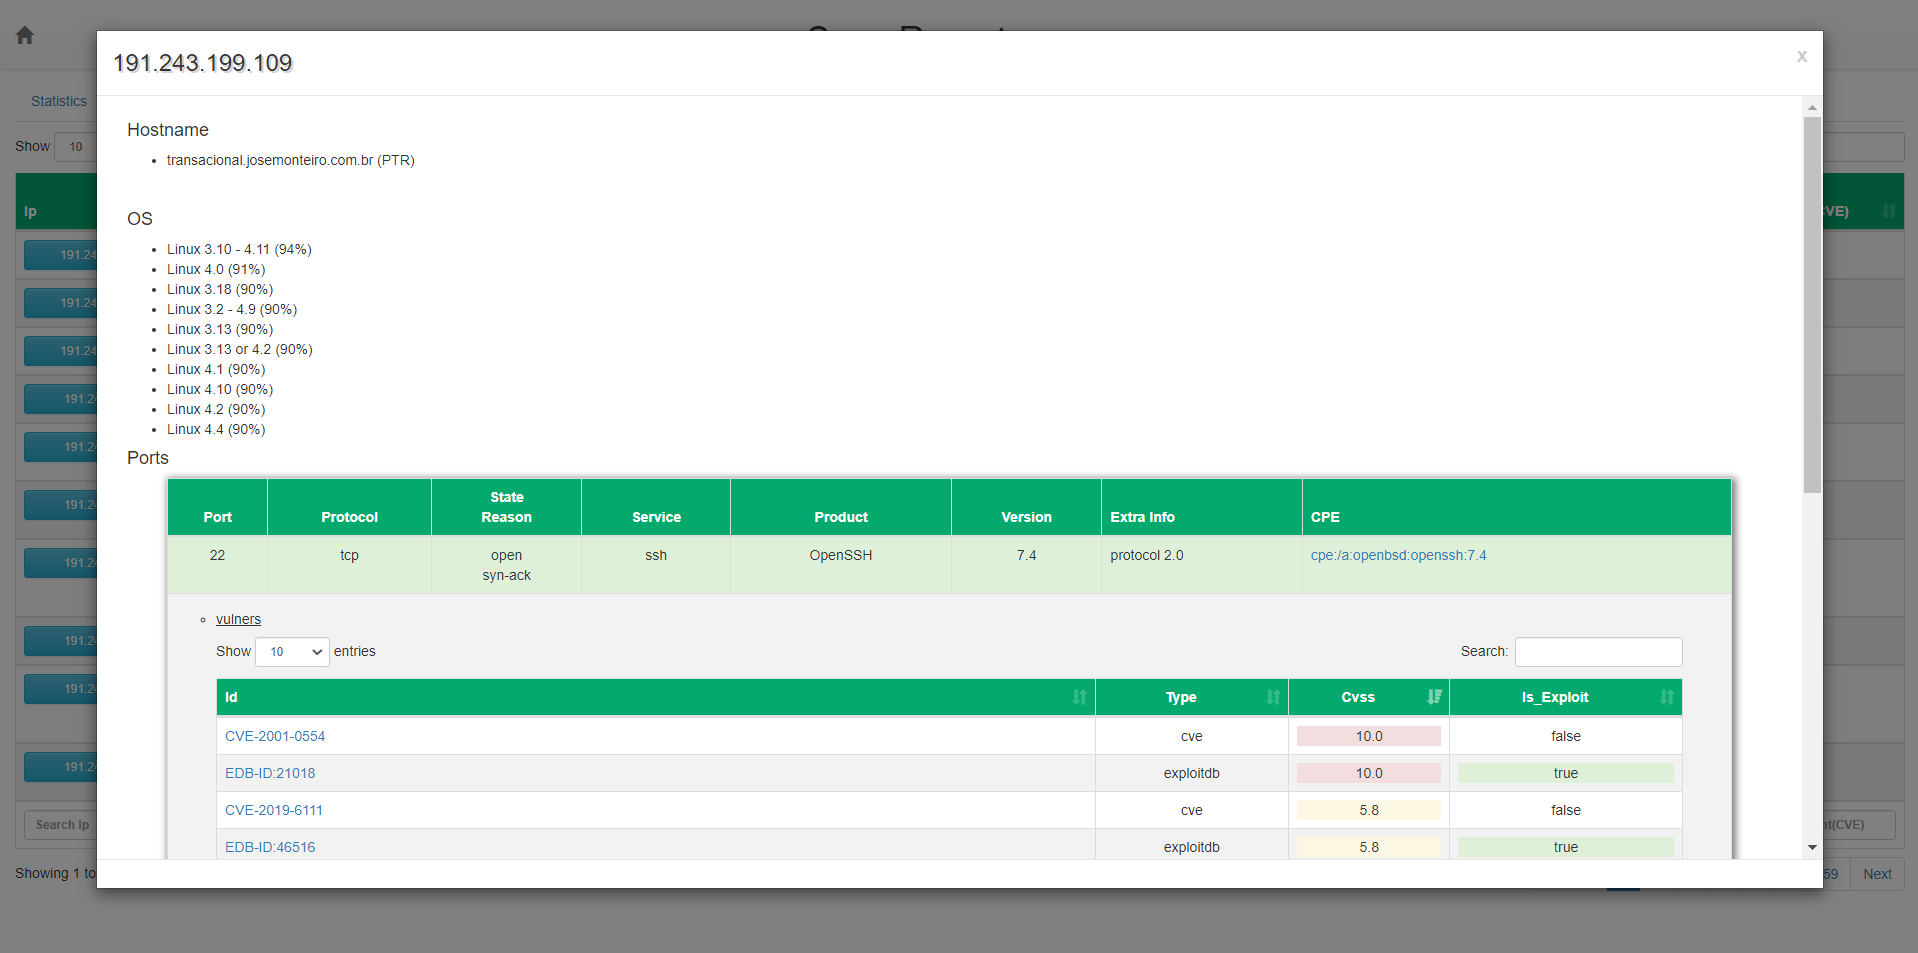 191.243.199.109
x
Statistics
Show 10
Ip
CVE)
191.24
191.243
191.24
191.24
191.2
191.24
191.2
191.24
191.24
191.2
Search Ip
nt(CVE)
Showing 1 to
59
Next
Hostname
transacional.josemonteiro.com.br (PTR)
OS
Linux 3.10 - 4.11 (94%)
Linux 4.0 (91%)
Linux 3.18 (90%)
Linux 3.2 - 4.9 (90%)
Linux 3.13 (90%)
Linux 3.13 or 4.2 (90%)
Linux 4.1 (90%)
Linux 4.10 (90%)
Linux 4.2 (90%)
Linux 4.4 (90%)
Ports
Port Protocol State Reason Service Product Version Extra Info CPE
22 tcp open syn-ack ssh OpenSSH 7.4 protocol 2.0 cpe:/a:openbsd:openssh:7.4
vulners
Show 10 entries Search:
Id Type Cvss Is_Exploit
CVE-2001-0554 cve 10.0 false
EDB-ID:21018 exploitdb 10.0 true
CVE-2019-6111 cve 5.8 false
EDB-ID:46516 exploitdb 5.8 true